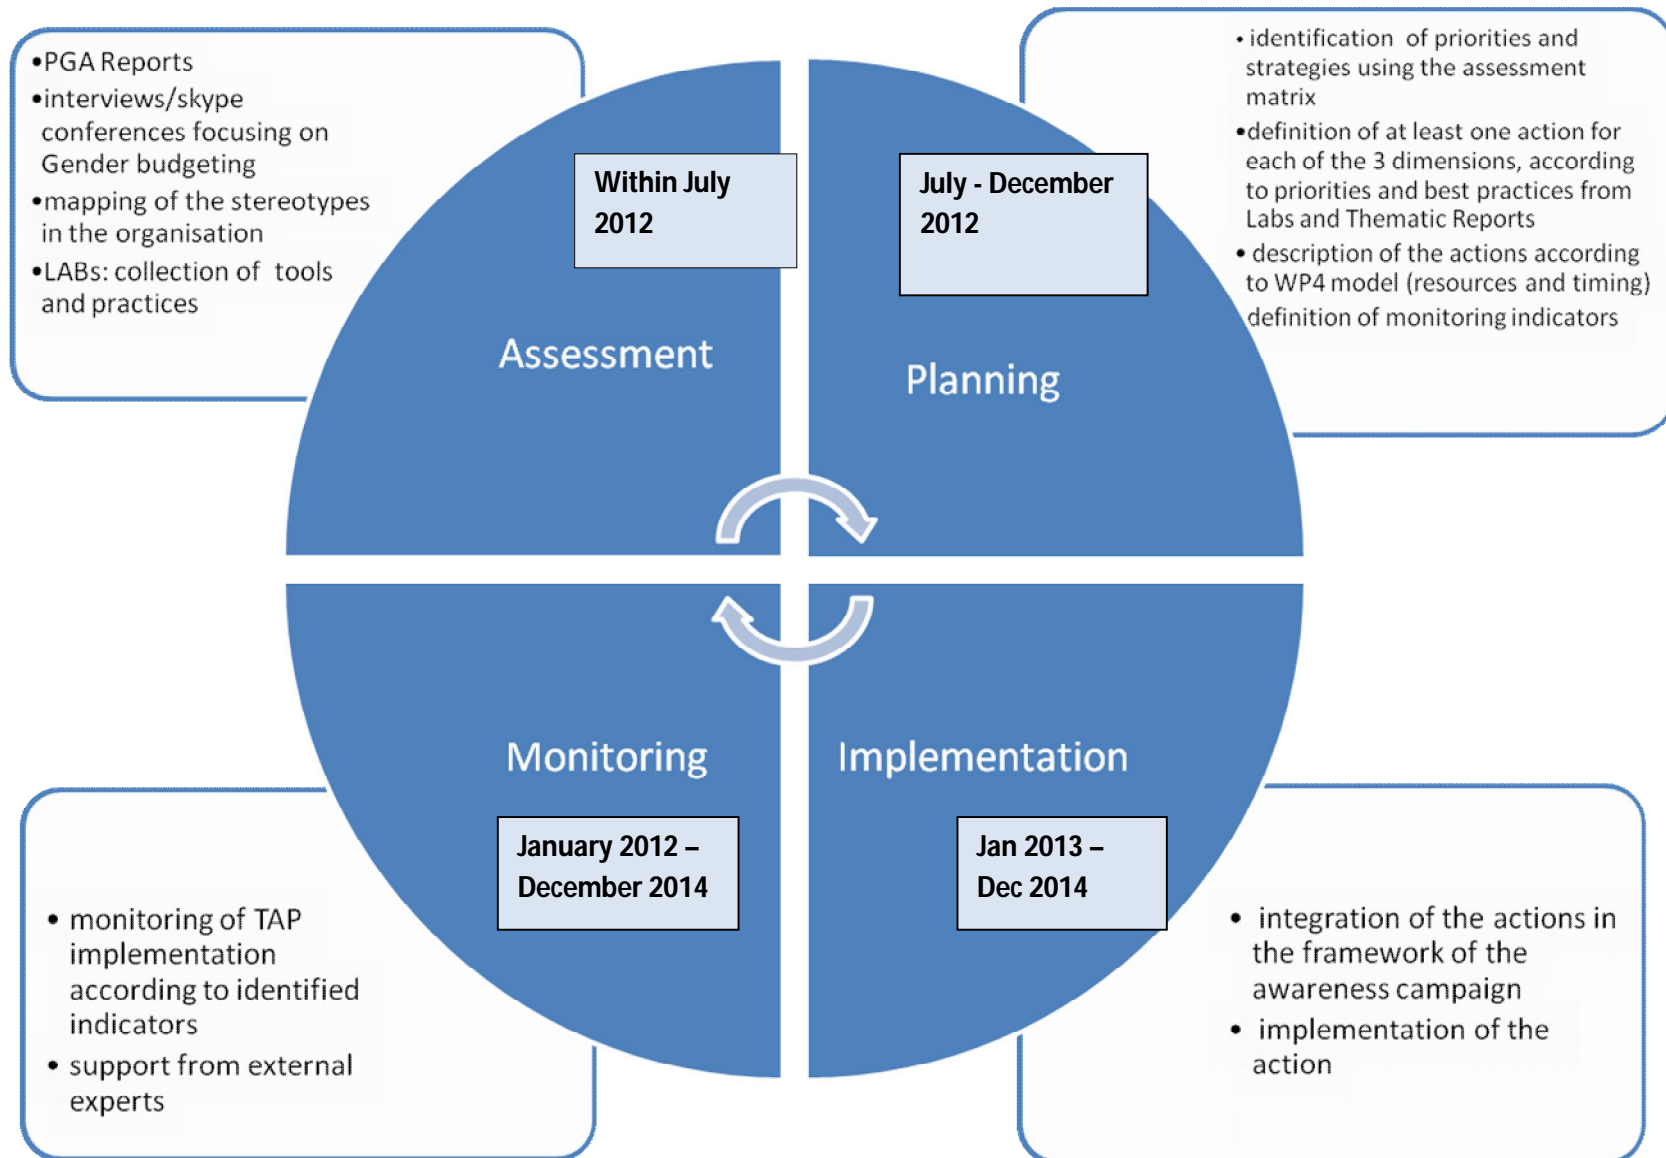 •PGA Reports
•interviews/skype
conferences focusing on
Gender budgeting
•mapping of the stereotypes
in the organisation
•LABs: collection of tools
and practices
Within July
2012
Assessment
• identification of priorities and
strategies using the assessment
matrix
•definition of at least one action for
each of the 3 dimensions, according
to priorities and best practices from
Labs and Thematic Reports
• description of the actions according
to WP4 model (resources and timing)
definition of monitoring indicators
July - December
2012
Planning
Monitoring
January 2012 –
December 2014
• monitoring of TAP
implementation
according to identified
indicators
• support from external
experts
Implementation
Jan 2013 –
Dec 2014
• integration of the actions in
the framework of the
awareness campaign
• implementation of the
action